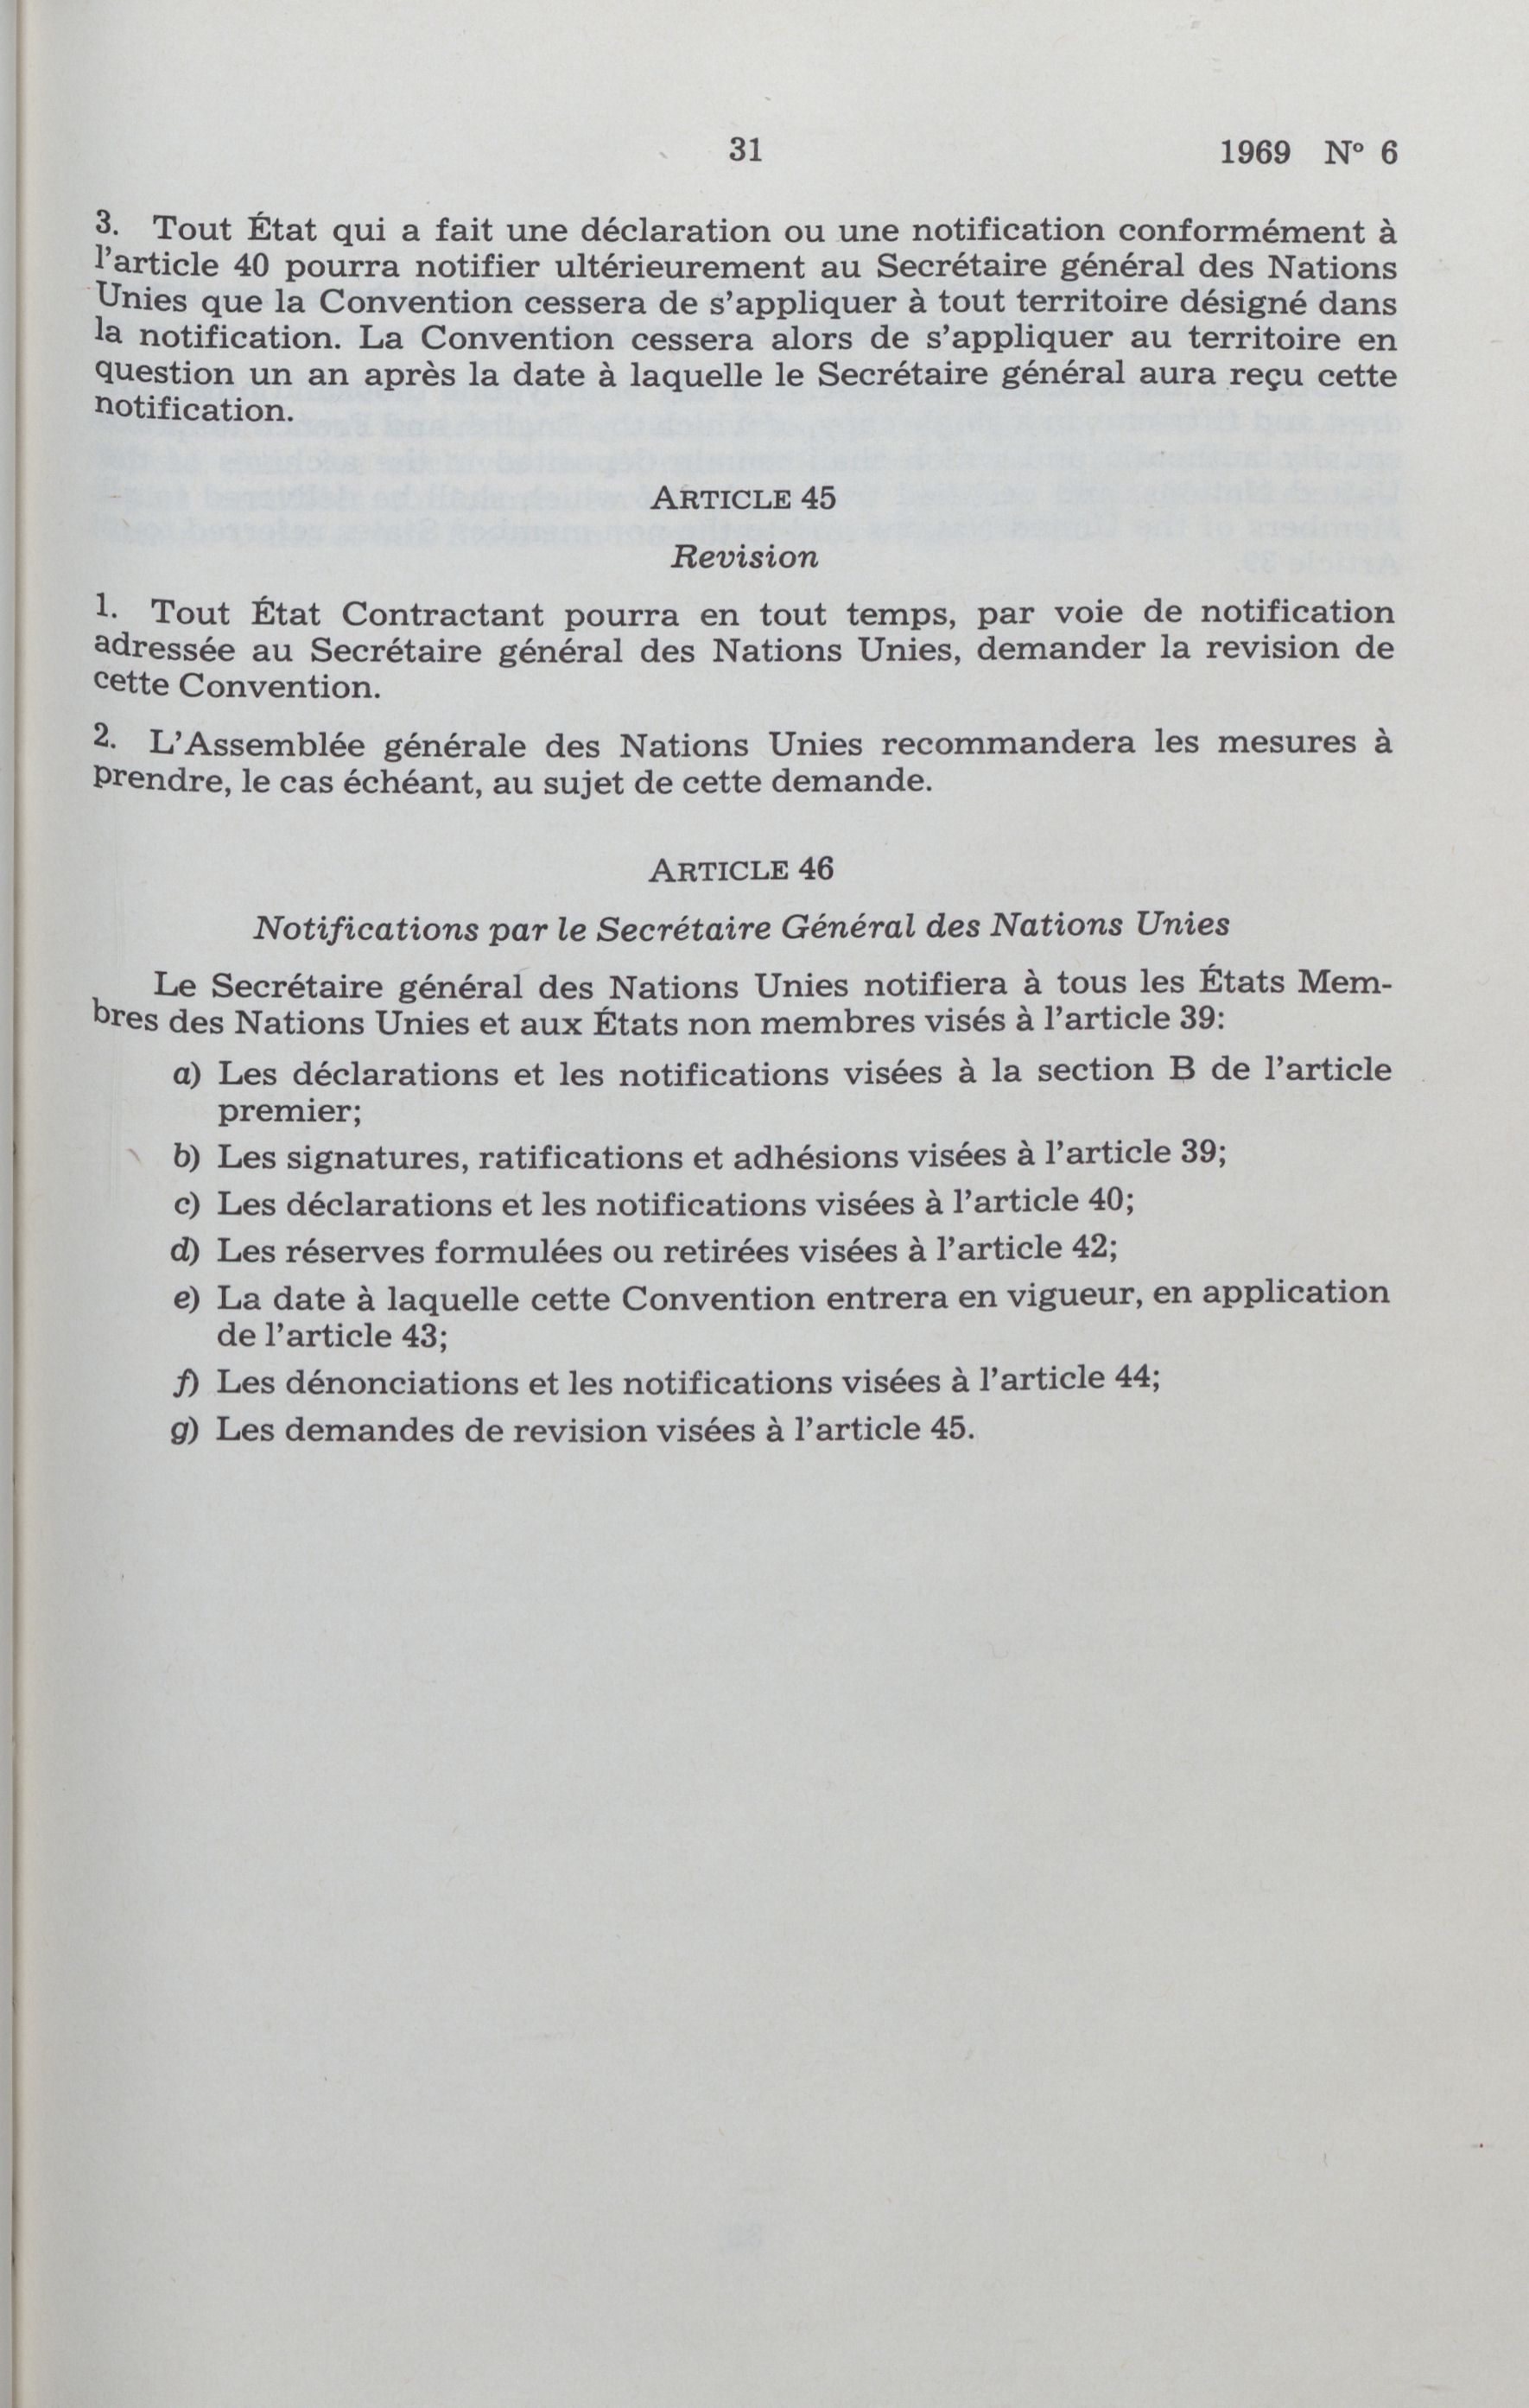 31
1969 Nº 6
3. Tout État qui a fait une déclaration ou une notification conformément à
l'article 40 pourra notifier ultérieurement au Secrétaire général des Nations
Unies que la Convention cessera de s'appliquer à tout territoire désigné dans
la notification. La Convention cessera alors de s'appliquer au territoire en
question un an après la date à laquelle le Secrétaire général aura reçu cette
notification.
ARTICLE 45
Revision
1. Tout État Contractant pourra en tout temps, par voie de notification
adressée au Secrétaire général des Nations Unies, demander la revision de
cette Convention.
2. L'Assemblée générale des Nations Unies recommandera les mesures à
prendre, le cas échéant, au sujet de cette demande.
ARTICLE 46
Notifications par le Secrétaire Général des Nations Unies
Le Secrétaire général des Nations Unies notifiera à tous les États Mem-
bres des Nations Unies et aux États non membres visés à l'article 39:
a) Les déclarations et les notifications visées à la section B de l'article
premier;
b) Les signatures, ratifications et adhésions visées à l'article 39;
c) Les déclarations et les notifications visées à l'article 40;
d) Les réserves formulées ou retirées visées à l'article 42;
e) La date à laquelle cette Convention entrera en vigueur, en application
de l'article 43;
f) Les dénonciations et les notifications visées à l'article 44;
g) Les demandes de revision visées à l'article 45.